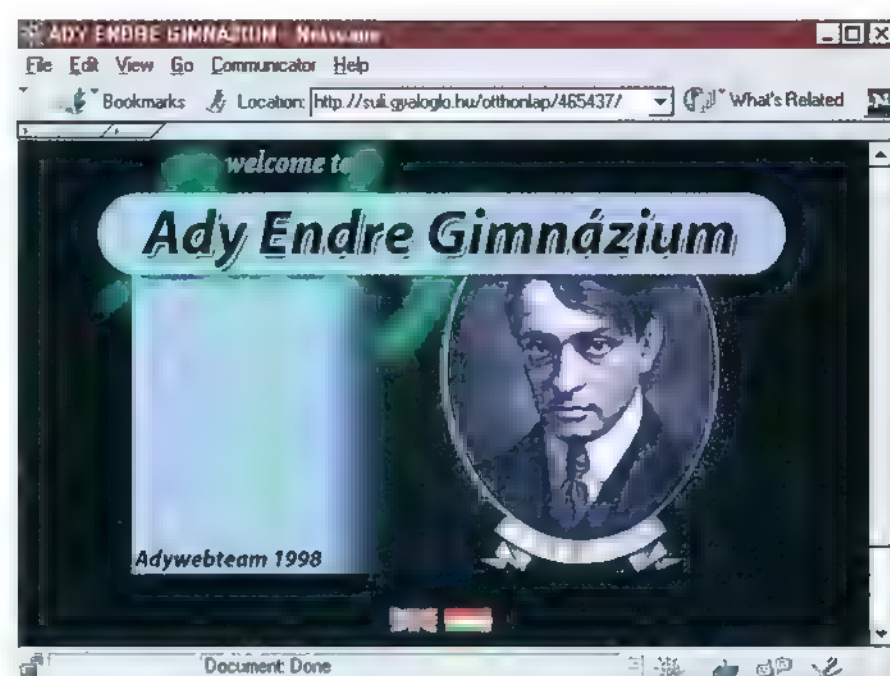 ADY ENDRE GIMNÁZIUM - Netscape
File Edit View Go Communicator Help
Bookmarks Location: http://suli.gyaloglo.hu/otthonlap/465437/ What's Related
welcome to
Ady Endre Gimnázium
Adywebteam 1998
Document: Done